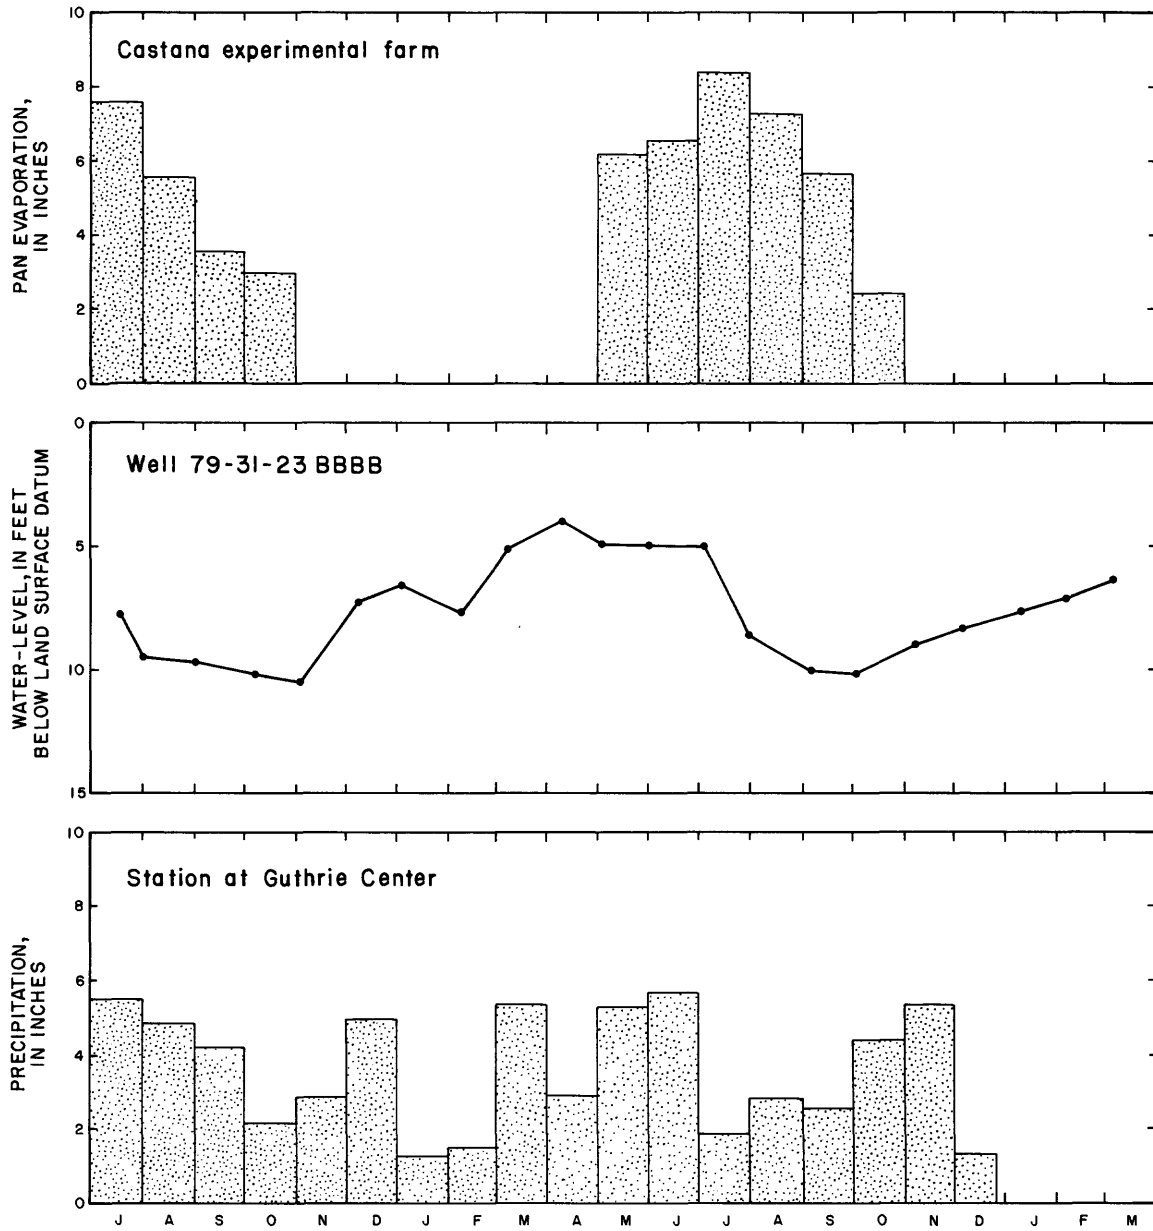 10
8
6
4
2
0
PAN EVAPORATION,
IN INCHES
Castana experimental farm
0
5
10
15
WATER-LEVEL, IN FEET
BELOW LAND SURFACE DATUM
Well 79-31-23 BBBB
10
8
6
4
2
0
PRECIPITATION,
IN INCHES
Station at Guthrie Center
J A S O N D J F M A M J J A S O N D J F M